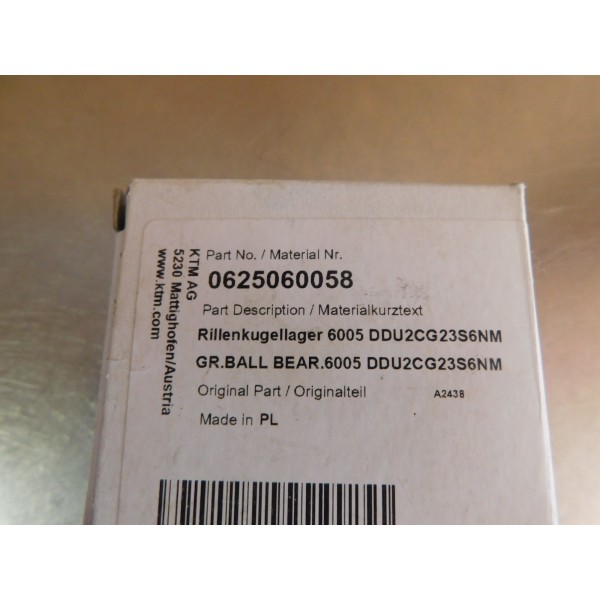 KTM AG
5230 Mattighofen/Austria
www.ktm.com
Part No. / Material Nr.
0625060058
Part Description / Materialkurztext
Rillenkugellager 6005 DDU2CG23S6NM
GR.BALL BEAR.6005 DDU2CG23S6NM
Original Part / Originalteil A2438
Made in PL